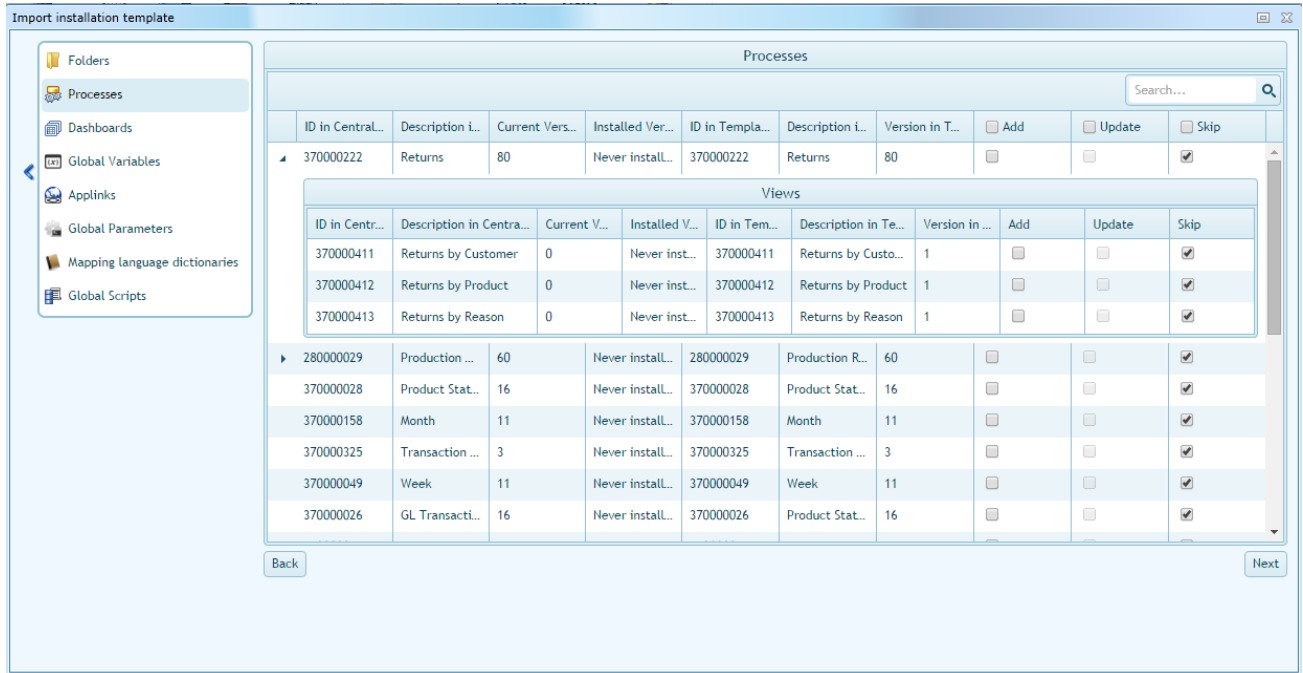 Import installation template
Folders
Processes
Dashboards
Global Variables
Applinks
Global Parameters
Mapping language dictionaries
Global Scripts
Processes
Search...
ID in Central... Description i... Current Vers... Installed Ver... ID in Templa... Description i... Version in T... Add Update Skip
370000222 Returns 80 Never install... 370000222 Returns 80
Views
ID in Centr... Description in Centra... Current V... Installed V... ID in Tem... Description in Te... Version in ... Add Update Skip
370000411 Returns by Customer 0 Never inst... 370000411 Returns by Custo... 1
370000412 Returns by Product 0 Never inst... 370000412 Returns by Product 1
370000413 Returns by Reason 0 Never inst... 370000413 Returns by Reason 1
280000029 Production ... 60 Never install... 280000029 Production R... 60
370000028 Product Stat... 16 Never install... 370000028 Product Stat... 16
370000158 Month 11 Never install... 370000158 Month 11
370000325 Transaction ... 3 Never install... 370000325 Transaction ... 3
370000049 Week 11 Never install... 370000049 Week 11
370000026 GL Transacti... 16 Never install... 370000026 Product Stat... 16
Back Next